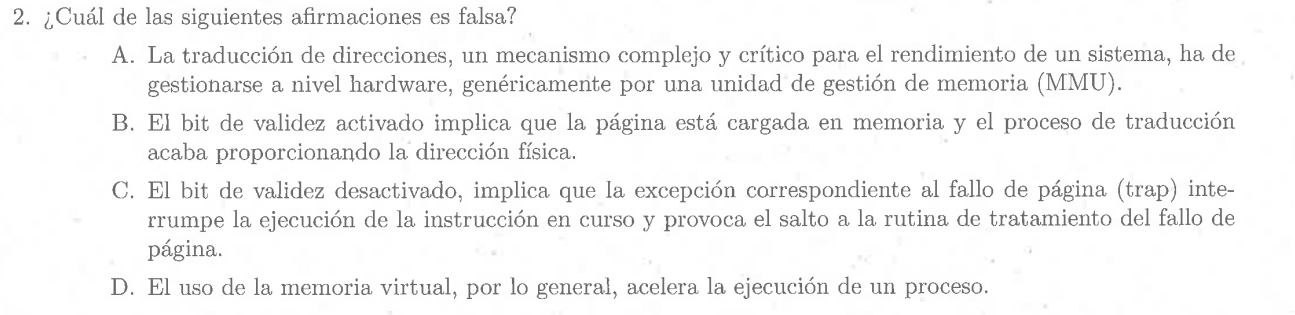 2. ¿Cuál de las siguientes afirmaciones es falsa?
A. La traducción de direcciones, un mecanismo complejo y crítico para el rendimiento de un sistema, ha de
gestionarse a nivel hardware, genéricamente por una unidad de gestión de memoria (MMU).
B. El bit de validez activado implica que la página está cargada en memoria y el proceso de traducción
acaba proporcionando la dirección física.
C. El bit de validez desactivado, implica que la excepción correspondiente al fallo de página (trap) inte-
rrumpe la ejecución de la instrucción en curso y provoca el salto a la rutina de tratamiento del fallo de
página.
D. El uso de la memoria virtual, por lo general, acelera la ejecución de un proceso.